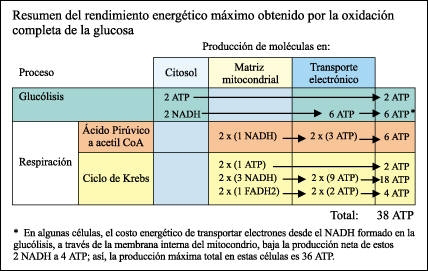 Resumen del rendimiento energético máximo obtenido por la oxidación
completa de la glucosa
Producción de moléculas en:
Proceso Citosol Matriz mitocondrial Transporte electrónico
Glucólisis 2 ATP 2 ATP
2 NADH 6 ATP 6 ATP*
Respiración
Ácido Pirúvico a acetil CoA 2 x (1 NADH) 2 x (3 ATP) 6 ATP
Ciclo de Krebs 2 x (1 ATP) 2 ATP
2 x (3 NADH) 2 x (9 ATP) 18 ATP
2 x (1 FADH2) 2 x (2 ATP) 4 ATP
Total: 38 ATP
* En algunas células, el costo energético de transportar electrones desde el NADH formado en la
glucólisis, a través de la membrana interna del mitocondrio, baja la producción neta de estos
2 NADH a 4 ATP; así, la producción máxima total en estas células es 36 ATP.